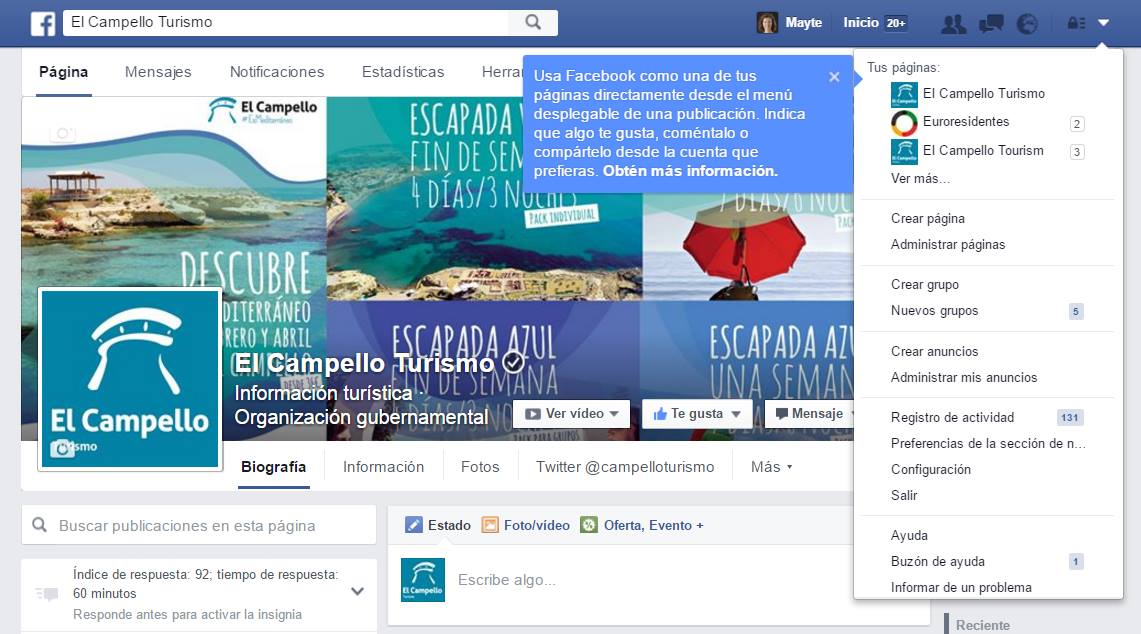 El Campello Turismo
Mayte
Inicio 20+
Página
Mensajes
Notificaciones
Estadísticas
Herra
Usa Facebook como una de tus
páginas directamente desde el menú
desplegable de una publicación. Indica
que algo te gusta, coméntalo o
compártelo desde la cuenta que
prefieras. Obtén más información.
Tus páginas:
El Campello Turismo
Euroresidentes 2
El Campello Tourism 3
Ver más...
Crear página
Administrar páginas
Crear grupo
Nuevos grupos 5
Crear anuncios
Administrar mis anuncios
Registro de actividad 131
Preferencias de la sección de n...
Configuración
Salir
Ayuda
Buzón de ayuda 1
Informar de un problema
El Campello
ESCAPADA
FIN DE SEM
4 DÍAS/3 NOCHES
PACK INDIVIDUAL
7 DÍAS/6 NOC
DESCUBRE
DITERRÁNEO
RERO Y ABRIL
CAMPELLO
ESCAPADA AZUL
FIN DE SEMANA
ESCAPADA AZU
UNA SEMANA
El Campello
El Campello Turismo
Información turística ·
Organización gubernamental
Ver vídeo
Te gusta
Mensaje
Biografía
Información
Fotos
Twitter @campelloturismo
Más
Buscar publicaciones en esta página
Estado
Foto/vídeo
Oferta, Evento +
El Campello
Escribe algo...
Índice de respuesta: 92; tiempo de respuesta:
60 minutos
Responde antes para activar la insignia
Reciente